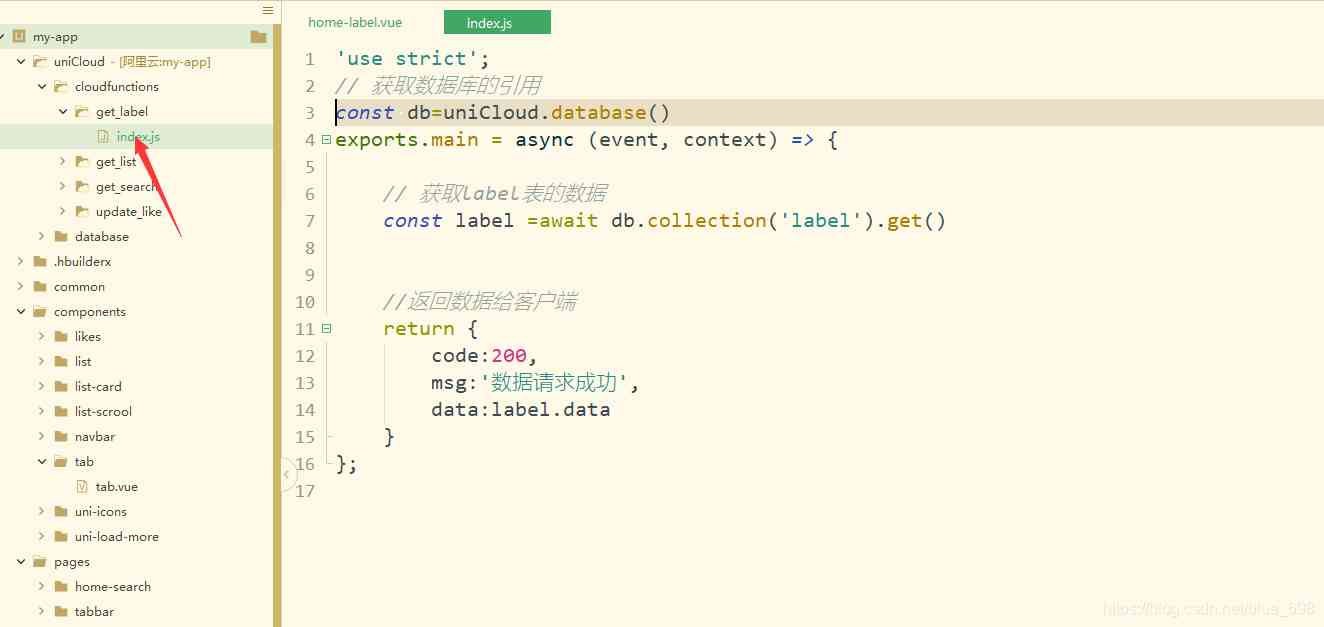 my-app
uniCloud - [阿里云:my-app]
cloudfunctions
get_label
index.js
get_list
get_search
update_like
database
.hbuilderx
common
components
likes
list
list-card
list-scrool
navbar
tab
tab.vue
uni-icons
uni-load-more
pages
home-search
tabbar
home-label.vue
index.js
1 'use strict';
2 // 获取数据库的引用
3 const db=uniCloud.database()
4 exports.main = async (event, context) => {
5
6 // 获取label表的数据
7 const label =await db.collection('label').get()
8
9
10 //返回数据给客户端
11 return {
12 code:200,
13 msg:'数据请求成功',
14 data:label.data
15 }
16 };
17